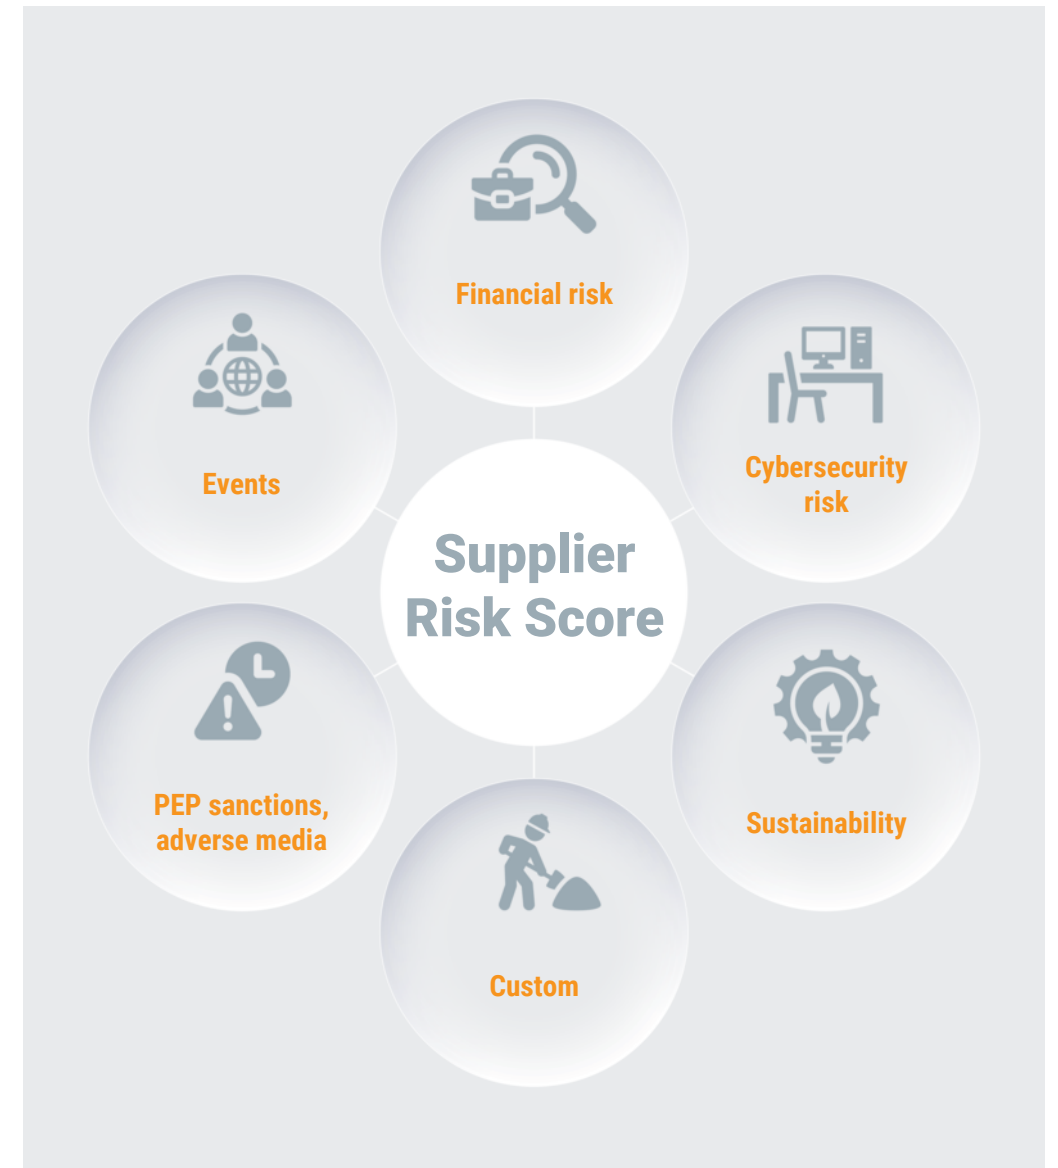 Financial risk
Events
Cybersecurity
risk
Supplier
Risk Score
PEP sanctions,
adverse media
Sustainability
Custom